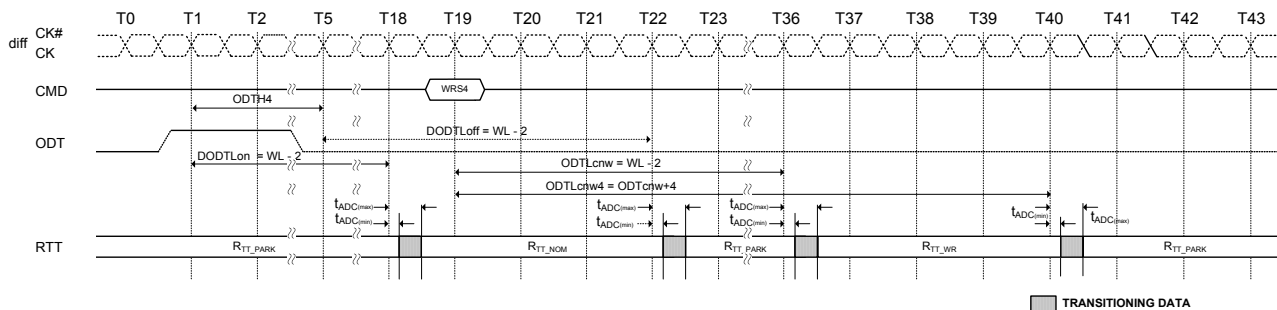 T0 T1 T2 T5 T18 T19 T20 T21 T22 T23 T36 T37 T38 T39 T40 T41 T42 T43
diff CK#
CK
CMD WRS4
ODTH4
ODT DODTLoff = WL - 2
DODTLon = WL - 2 ODTLcnw = WL - 2
ODTLcnw4 = ODTcnw+4
tADC(max) tADC(max) tADC(max)
tADC(min) tADC(min) tADC(min) tADC(min) tADC(max)
RTT RTT_PARK RTT_NOM RTT_PARK RTT_WR RTT_PARK
TRANSITIONING DATA